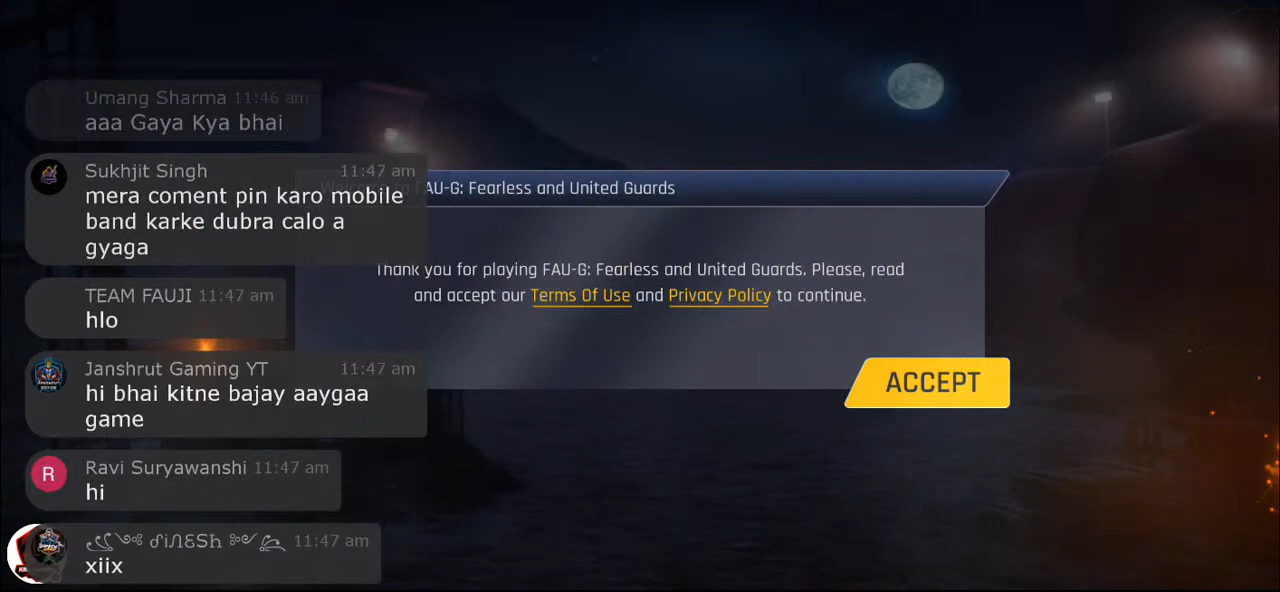 Umang Sharma 11:46 am
aaa Gaya Kya bhai
Sukhjit Singh 11:47 am
mera coment pin karo mobile
band karke dubra calo a
gyaga
TEAM FAUJI 11:47 am
hlo
Janshrut Gaming YT 11:47 am
hi bhai kitne bajay aaygaa
game
R
Ravi Suryawanshi 11:47 am
hi
11:47 am
xiix
Welcome to FAU-G: Fearless and United Guards
Thank you for playing FAU-G: Fearless and United Guards. Please, read
and accept our Terms Of Use and Privacy Policy to continue.
ACCEPT